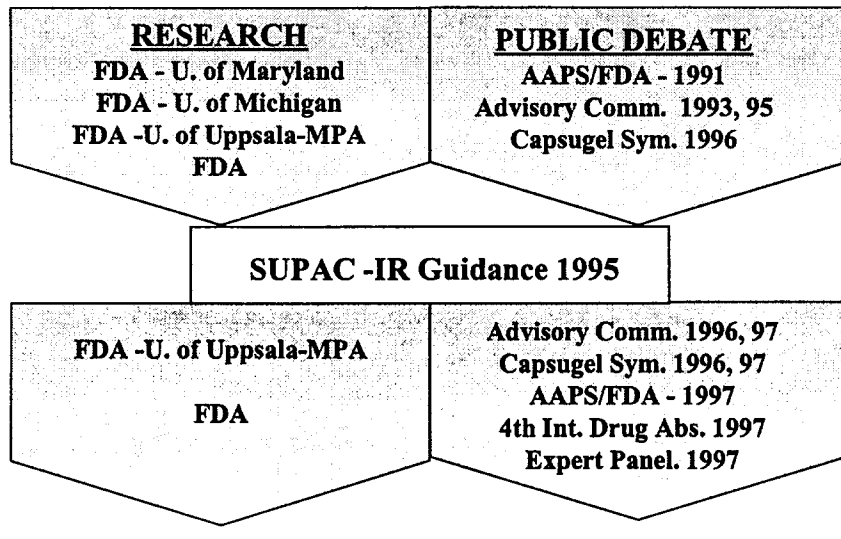 RESEARCH
FDA - U. of Maryland
FDA - U. of Michigan
FDA -U. of Uppsala-MPA
FDA
PUBLIC DEBATE
AAPS/FDA - 1991
Advisory Comm. 1993, 95
Capsugel Sym. 1996
SUPAC -IR Guidance 1995
FDA -U. of Uppsala-MPA
FDA
Advisory Comm. 1996, 97
Capsugel Sym. 1996, 97
AAPS/FDA - 1997
4th Int. Drug Abs. 1997
Expert Panel. 1997